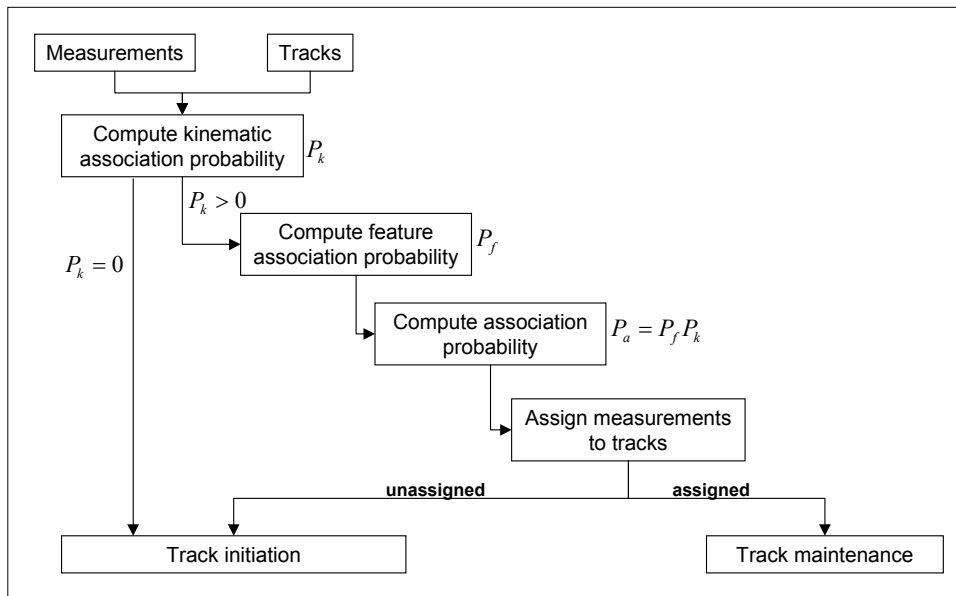 Measurements
Tracks
Compute kinematic
association probability
P_k
P_k > 0
Compute feature
association probability
P_f
P_k = 0
Compute association
probability
P_a = P_f P_k
Assign measurements
to tracks
unassigned
assigned
Track initiation
Track maintenance